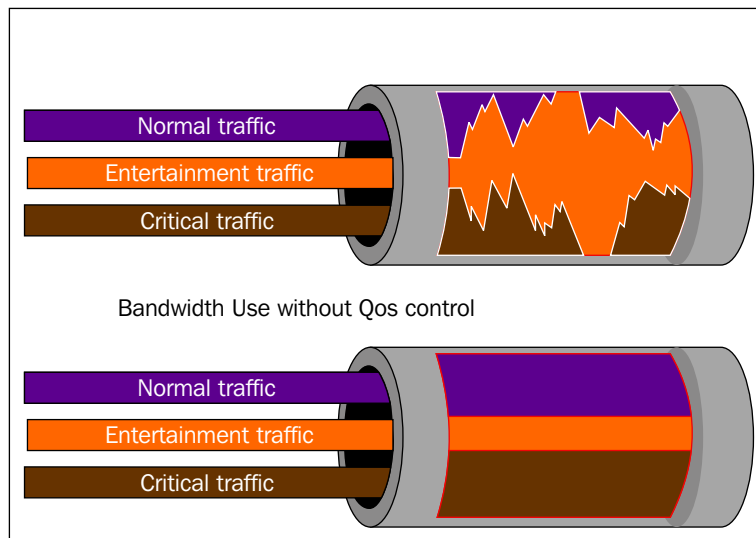 Normal traffic
Entertainment traffic
Critical traffic
Bandwidth Use without Qos control
Normal traffic
Entertainment traffic
Critical traffic